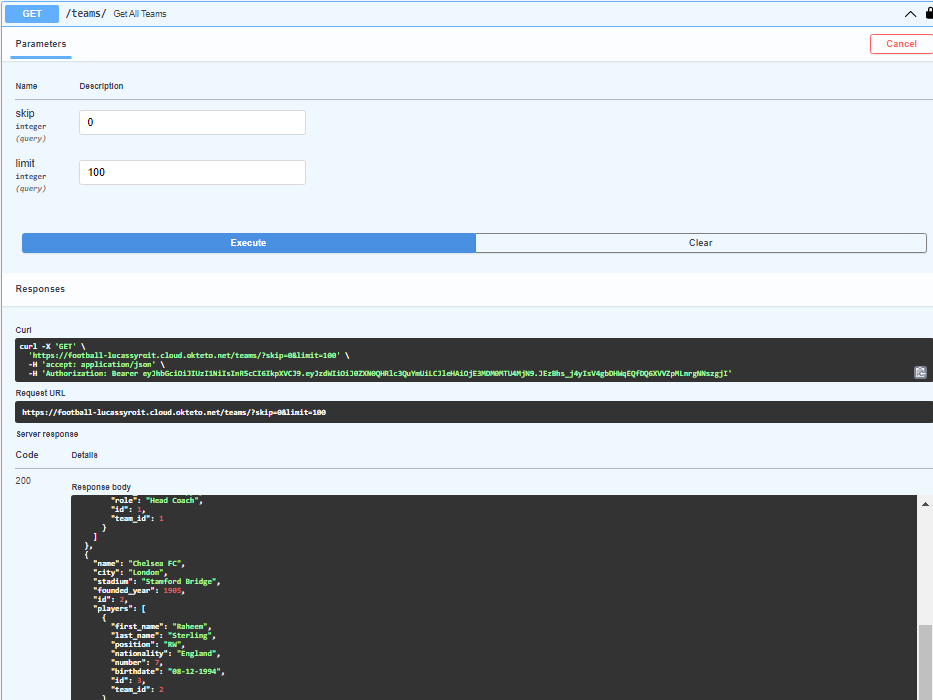 GET /teams/ Get All Teams
Parameters
Cancel
Name Description
skip
integer
(query)
0
limit
integer
(query)
100
Execute Clear
Responses
Curl
curl -X 'GET' \
'https://football-lucassyroit.cloud.okteto.net/teams/?skip=0&limit=100' \
-H 'accept: application/json' \
-H 'Authorization: Bearer
Request URL
https://football-lucassyroit.cloud.okteto.net/teams/?skip=0&limit=100
Server response
Code Details
200
Response body
"role": "Head Coach",
"id": 1,
"team_id": 1
}
]
},
{
"name": "Chelsea FC",
"city": "London",
"stadium": "Stamford Bridge",
"founded_year": 1905,
"id": 2,
"players": [
{
"first_name": "Raheem",
"last_name": "Sterling",
"position": "RW",
"nationality": "England",
"number": 7,
"birthdate": "08-12-1994",
"id": 3,
"team_id": 2
}